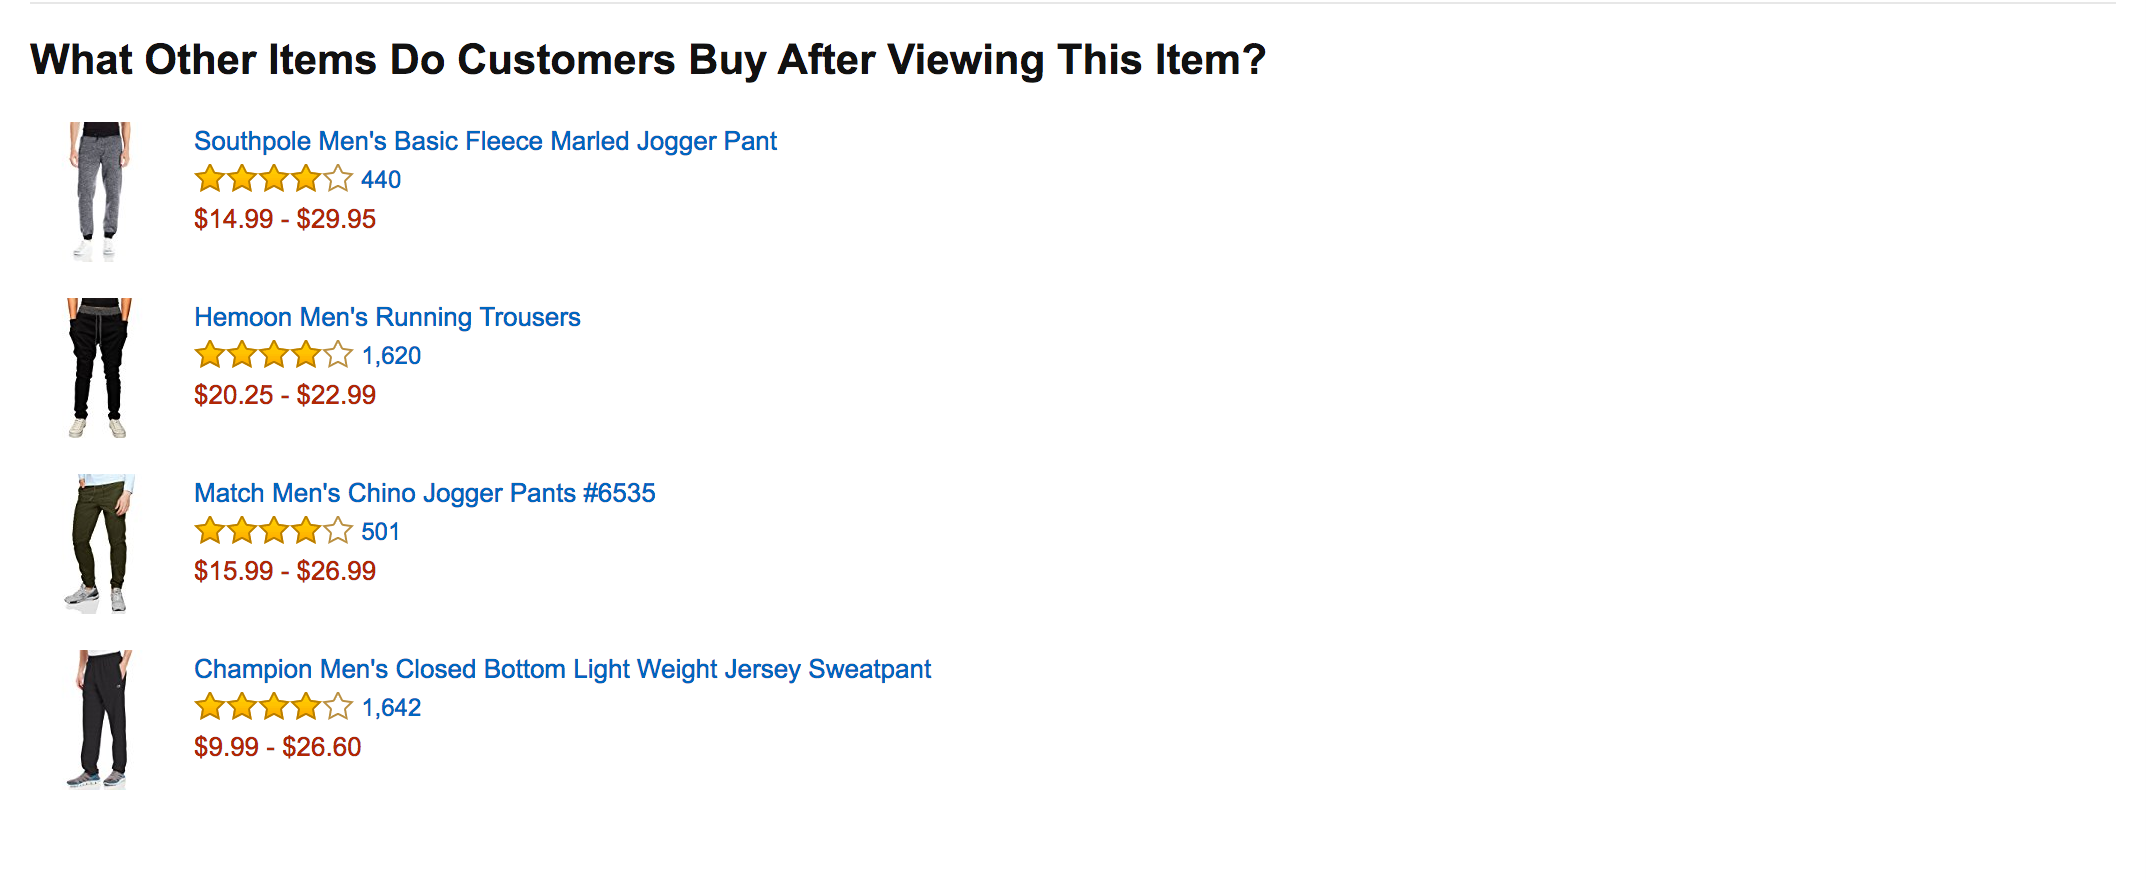 What Other Items Do Customers Buy After Viewing This Item?
Southpole Men's Basic Fleece Marled Jogger Pant
440
$14.99 - $29.95
Hemoon Men's Running Trousers
1,620
$20.25 - $22.99
Match Men's Chino Jogger Pants #6535
501
$15.99 - $26.99
Champion Men's Closed Bottom Light Weight Jersey Sweatpant
1,642
$9.99 - $26.60